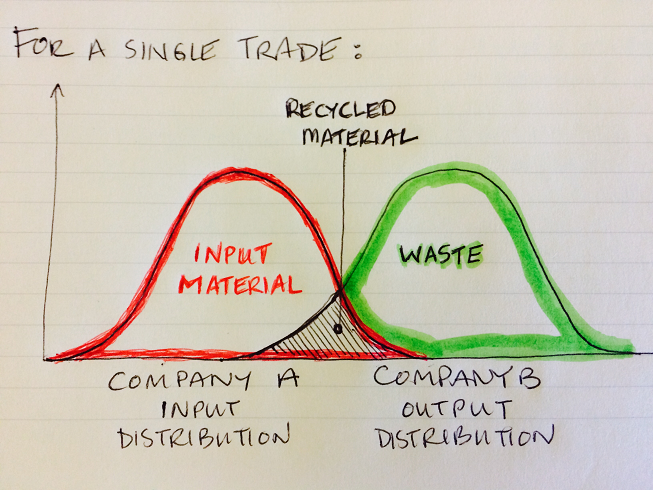 FOR A SINGLE TRADE:
RECYCLED
MATERIAL
INPUT
MATERIAL
WASTE
COMPANY A
INPUT
DISTRIBUTION
COMPANY B
OUTPUT
DISTRIBUTION